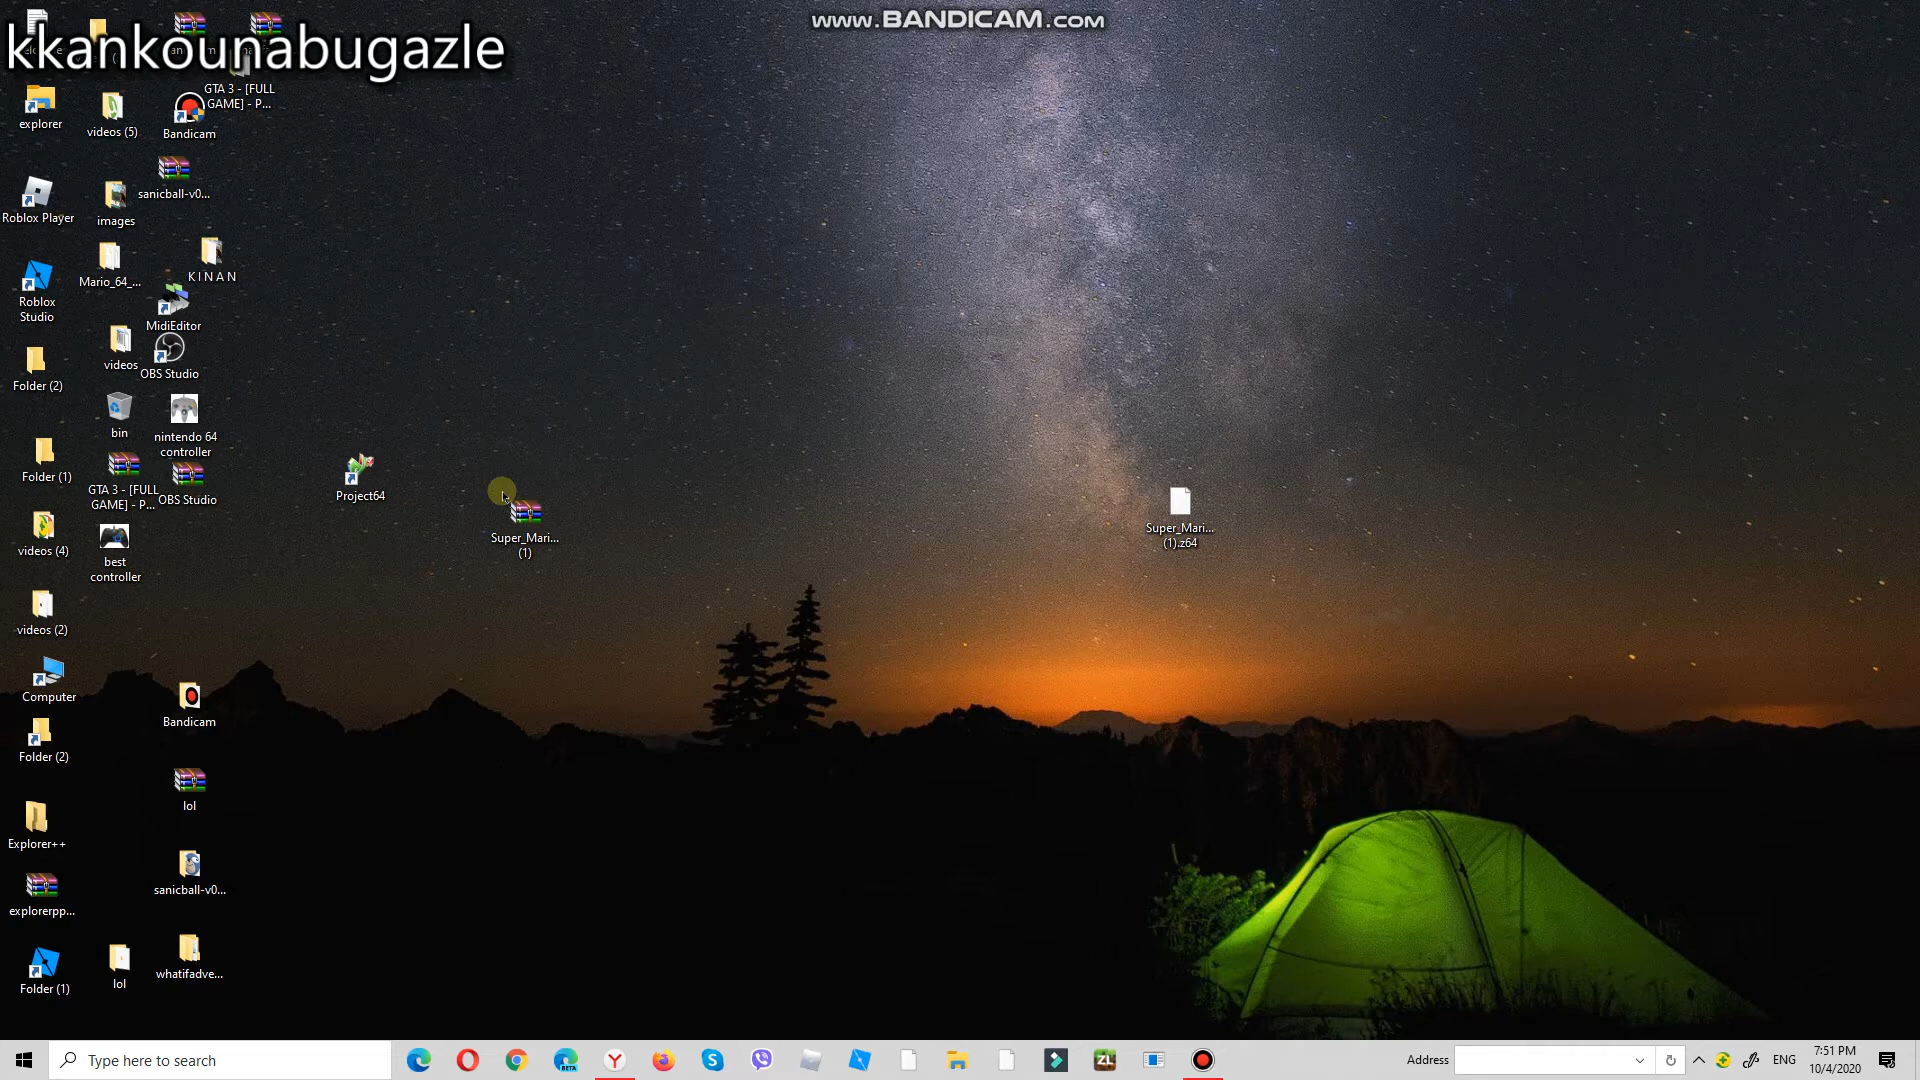 www.BANDICAM.com
kkankounabugazle
GTA 3 - [FULL
GAME] - P...
explorer
videos (5)
Bandicam
sanicball-v0...
Roblox Player
images
K I N A N
Mario_64_...
Roblox
Studio
MidiEditor
videos
OBS Studio
Folder (2)
bin
nintendo 64
controller
Folder (1)
GTA 3 - [FULL
GAME] - P...
OBS Studio
Project64
Super_Mari...
(1)
Super_Mari...
(1).z64
videos (4)
best
controller
videos (2)
Computer
Bandicam
Folder (2)
lol
Explorer++
sanicball-v0...
explorerpp...
Folder (1)
lol
whatifadve...
Type here to search
BETA
ZL
Address
ENG
7:51 PM
10/4/2020